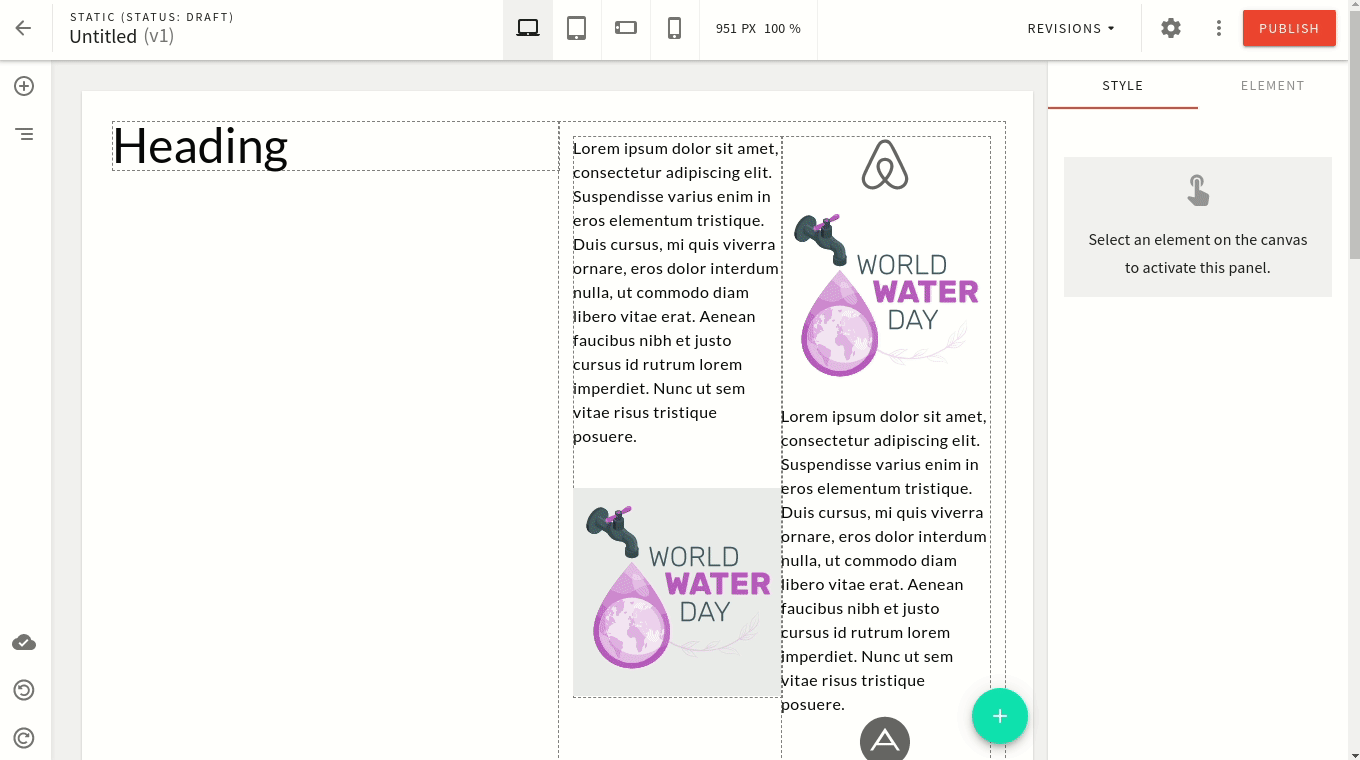 STATIC (STATUS: DRAFT)
Untitled (v1)
951 PX 100 %
REVISIONS
PUBLISH
STYLE
ELEMENT
Select an element on the canvas
to activate this panel.
Heading
Lorem ipsum dolor sit amet,
consectetur adipiscing elit.
Suspendisse varius enim in
eros elementum tristique.
Duis cursus, mi quis viverra
ornare, eros dolor interdum
nulla, ut commodo diam
libero vitae erat. Aenean
faucibus nibh et justo
cursus id rutrum lorem
imperdiet. Nunc ut sem
vitae risus tristique
posuere.
WORLD
WATER
DAY
WORLD
WATER
DAY
Lorem ipsum dolor sit amet,
consectetur adipiscing elit.
Suspendisse varius enim in
eros elementum tristique.
Duis cursus, mi quis viverra
ornare, eros dolor interdum
nulla, ut commodo diam
libero vitae erat. Aenean
faucibus nibh et justo
cursus id rutrum lorem
imperdiet. Nunc ut sem
vitae risus tristique
posuere.